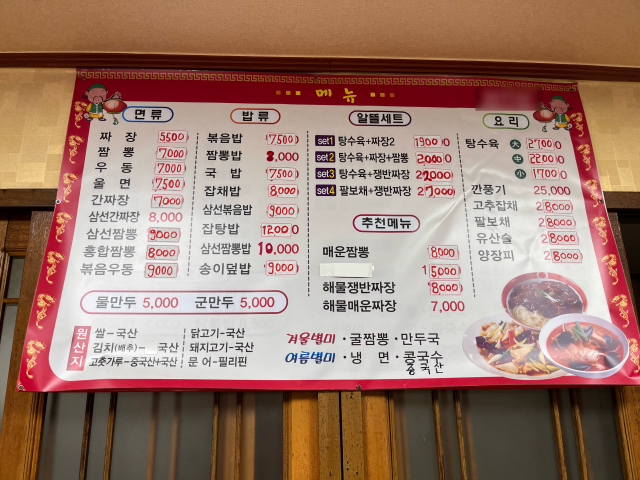 메뉴
면류
짜장 5500
짬뽕 7000
우동 7000
울면 7500
간짜장 7000
삼선간짜장 8,000
삼선짬뽕 9000
홍합짬뽕 8000
볶음우동 9000
밥류
볶음밥 7500
짬뽕밥 8,000
국밥 7500
잡채밥 8000
삼선볶음밥 9000
잡탕밥 12000
삼선짬뽕밥 10,000
송이덮밥 9000
물만두 5,000 군만두 5,000
알뜰세트
set1 탕수육+짜장2 19000
set2 탕수육+짜장+짬뽕 20000
set3 탕수육+쟁반짜장 22000
set4 팔보채+쟁반짜장 27000
추천메뉴
매운짬뽕 8000
15000
해물쟁반짜장 8000
해물매운짜장 7,000
요리
탕수육 大 27000
中 22000
小 17000
깐풍기 25,000
고추잡채 28000
팔보채 28000
유산슬 28000
양장피 28000
원산지
쌀-국산
김치(배추)- 국산
고춧가루-중국산+국산
닭고기-국산
돼지고기-국산
문어-필리핀
겨울별미 · 굴짬뽕 · 만두국
여름별미 · 냉면 · 콩국수
중국산